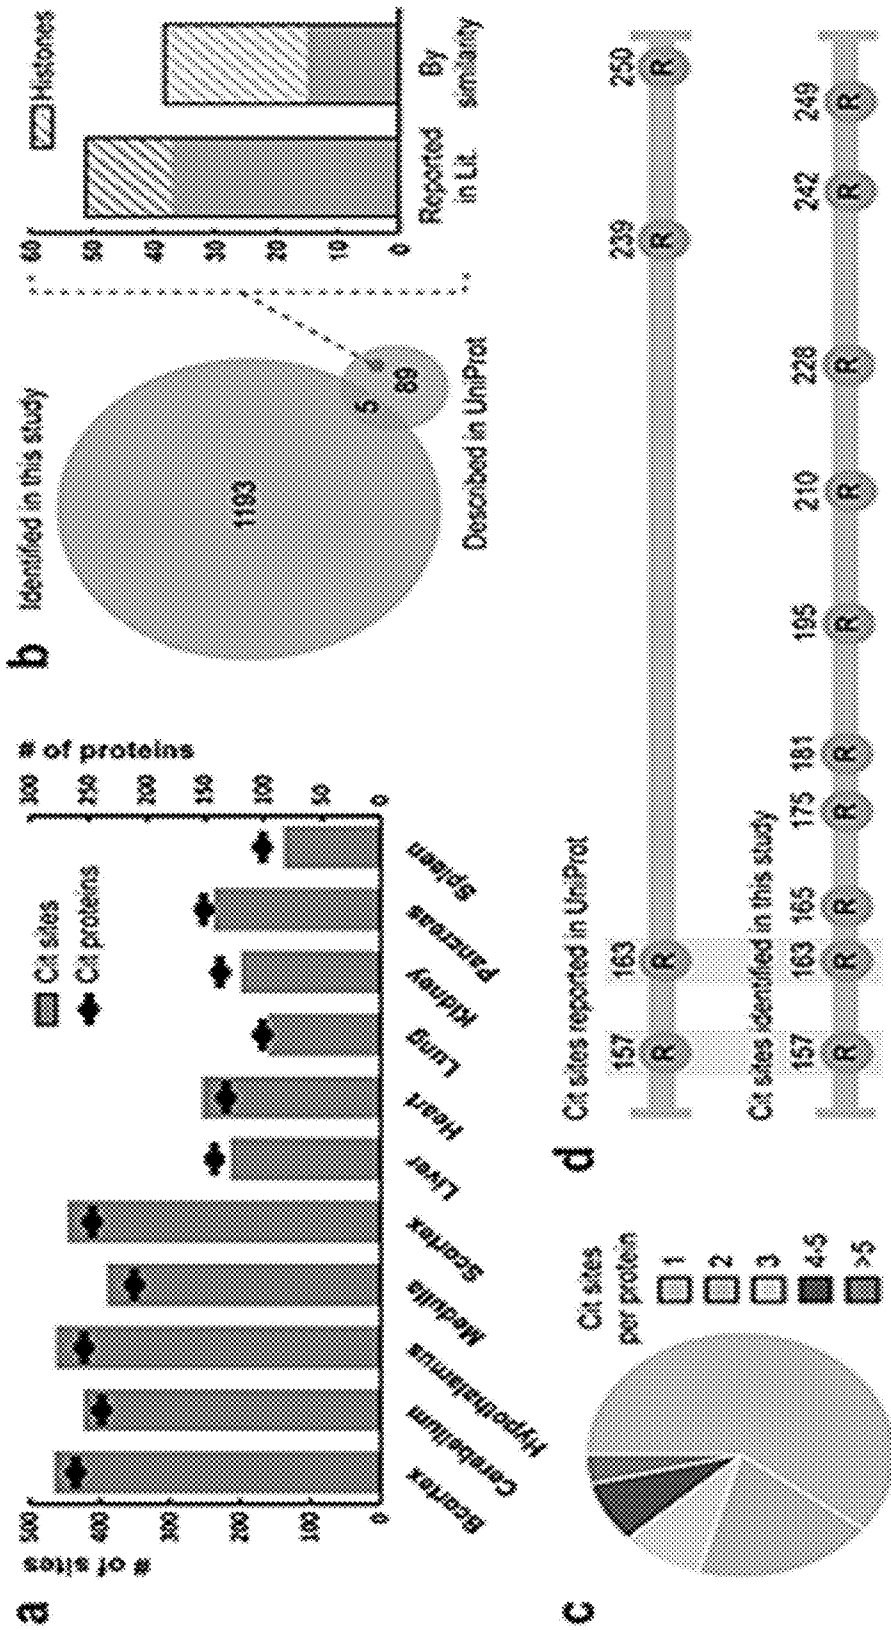 a
# of sites
500
400
300
200
100
0
Cit sites
Cit proteins
# of proteins
300
250
200
150
100
50
0
Bcortex
Cerebellum
Hypothalamus
Medulla
Scortex
Liver
Heart
Lung
Kidney
Pancreas
Spleen
b
Identified in this study
1193
5
89
Described in UniProt
60
50
40
30
20
10
0
Histones
Reported
in Lit.
By
similarity
c
Cit sites
per protein
1
2
3
4-5
>5
d
Cit sites reported in UniProt
157 163 239 250
R R R R
Cit sites identified in this study
157 163 165 175 181 195 210 228 242 249
R R R R R R R R R R